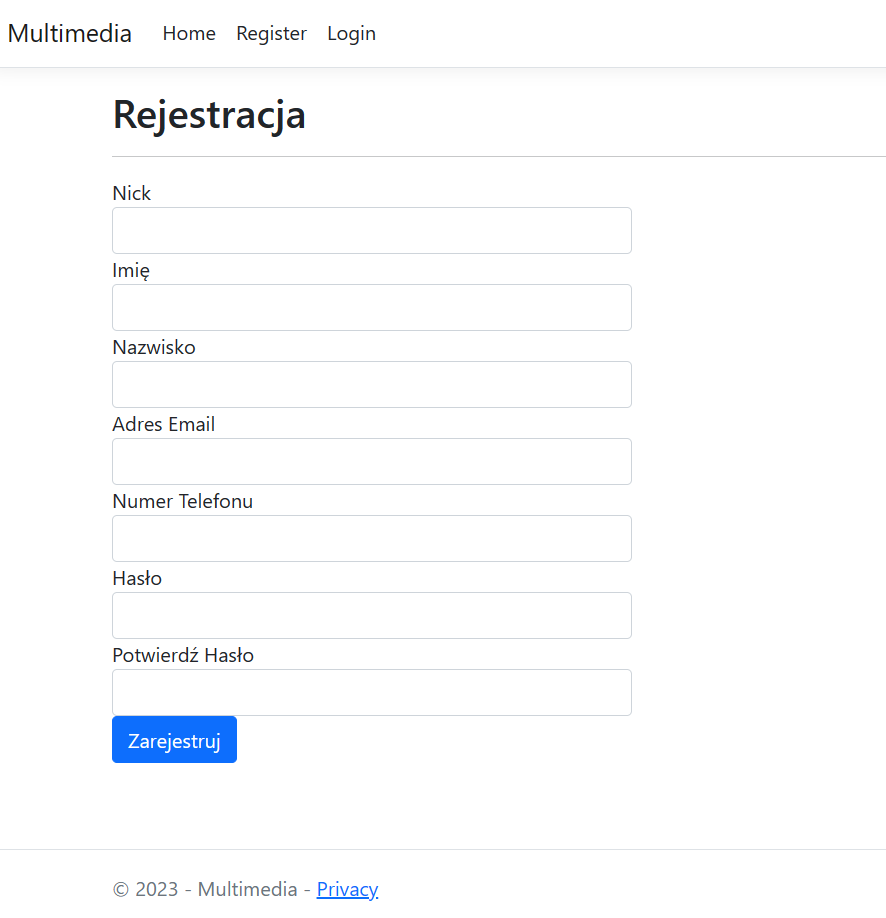 Multimedia Home Register Login
Rejestracja
Nick
Imię
Nazwisko
Adres Email
Numer Telefonu
Hasło
Potwierdź Hasło
Zarejestruj
© 2023 - Multimedia - Privacy